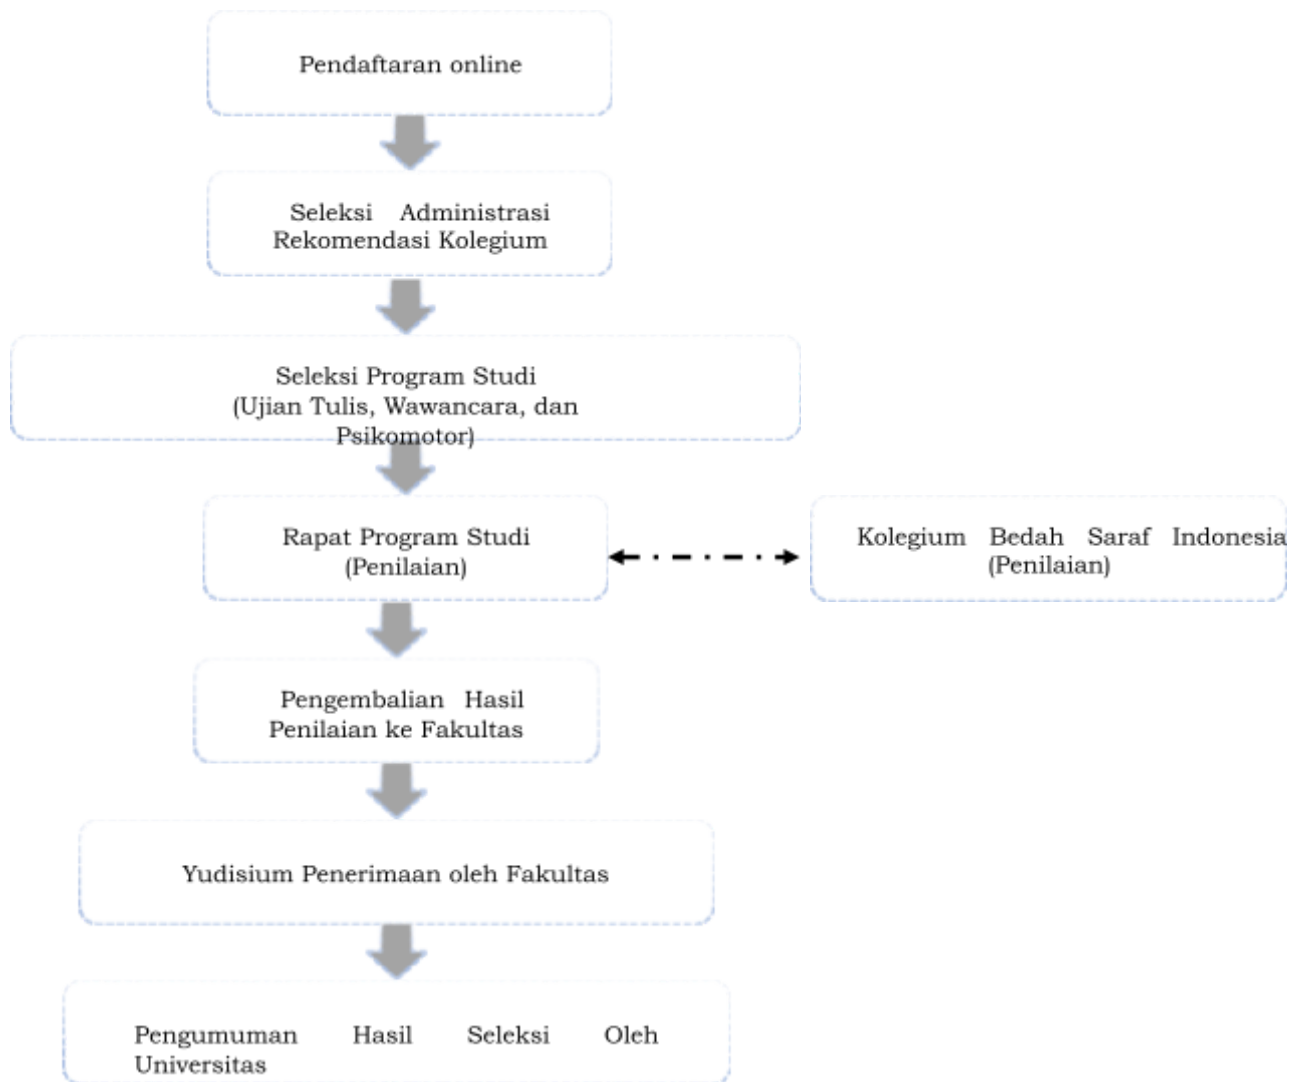 Pendaftaran online
Seleksi Administrasi
Rekomendasi Kolegium
Seleksi Program Studi
(Ujian Tulis, Wawancara, dan
Psikomotor)
Rapat Program Studi
(Penilaian)
Kolegium Bedah Saraf Indonesia
(Penilaian)
Pengembalian Hasil
Penilaian ke Fakultas
Yudisium Penerimaan oleh Fakultas
Pengumuman Hasil Seleksi Oleh
Universitas